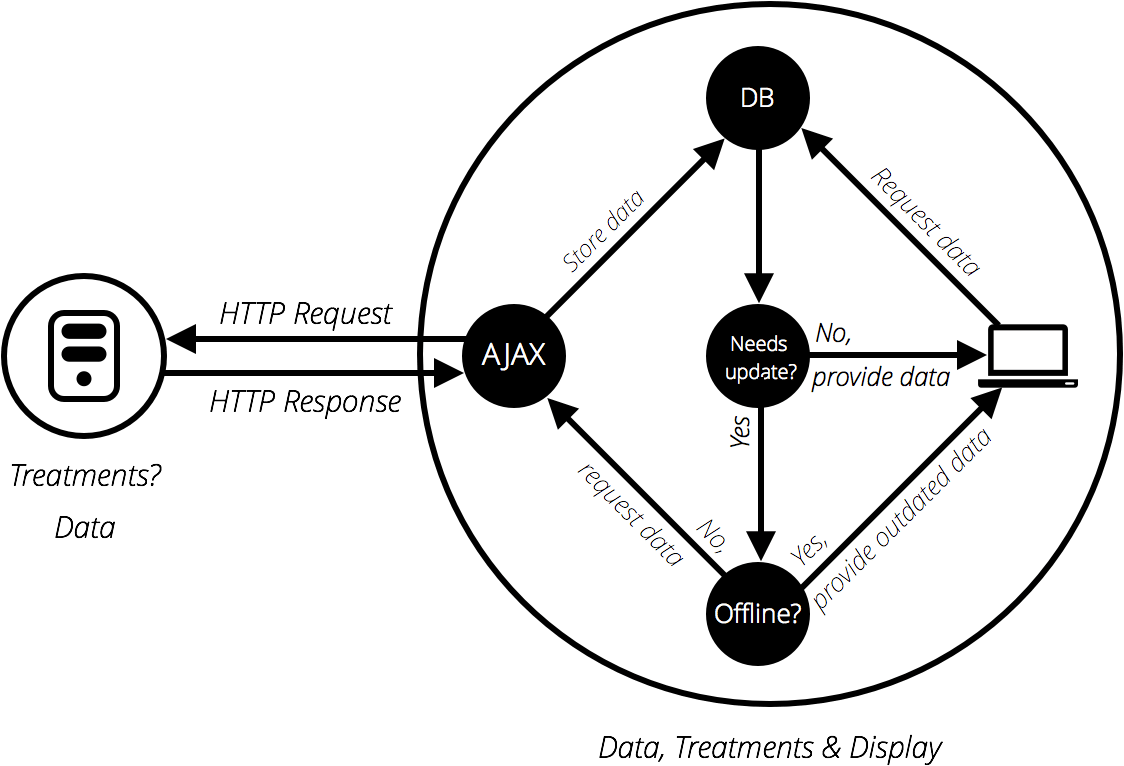 DB
Store data
Request data
HTTP Request
AJAX
Needs
update?
No,
provide data
HTTP Response
Yes
Treatments?
Data
No,
request data
Yes,
provide outdated data
Offline?
Data, Treatments & Display